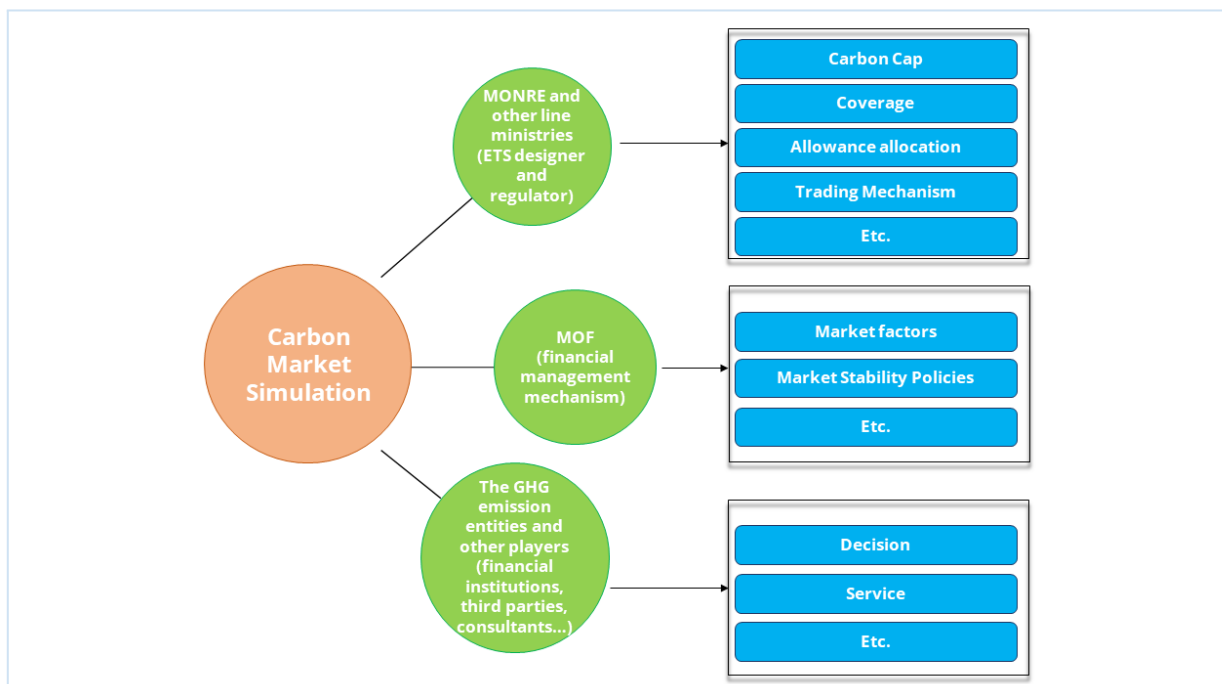 Carbon
Market
Simulation
MONRE and
other line
ministries
(ETS designer
and
regulator)
Carbon Cap
Coverage
Allowance allocation
Trading Mechanism
Etc.
MOF
(financial
management
mechanism)
Market factors
Market Stability Policies
Etc.
The GHG
emission
entities and
other players
(financial
institutions,
third parties,
consultants...)
Decision
Service
Etc.